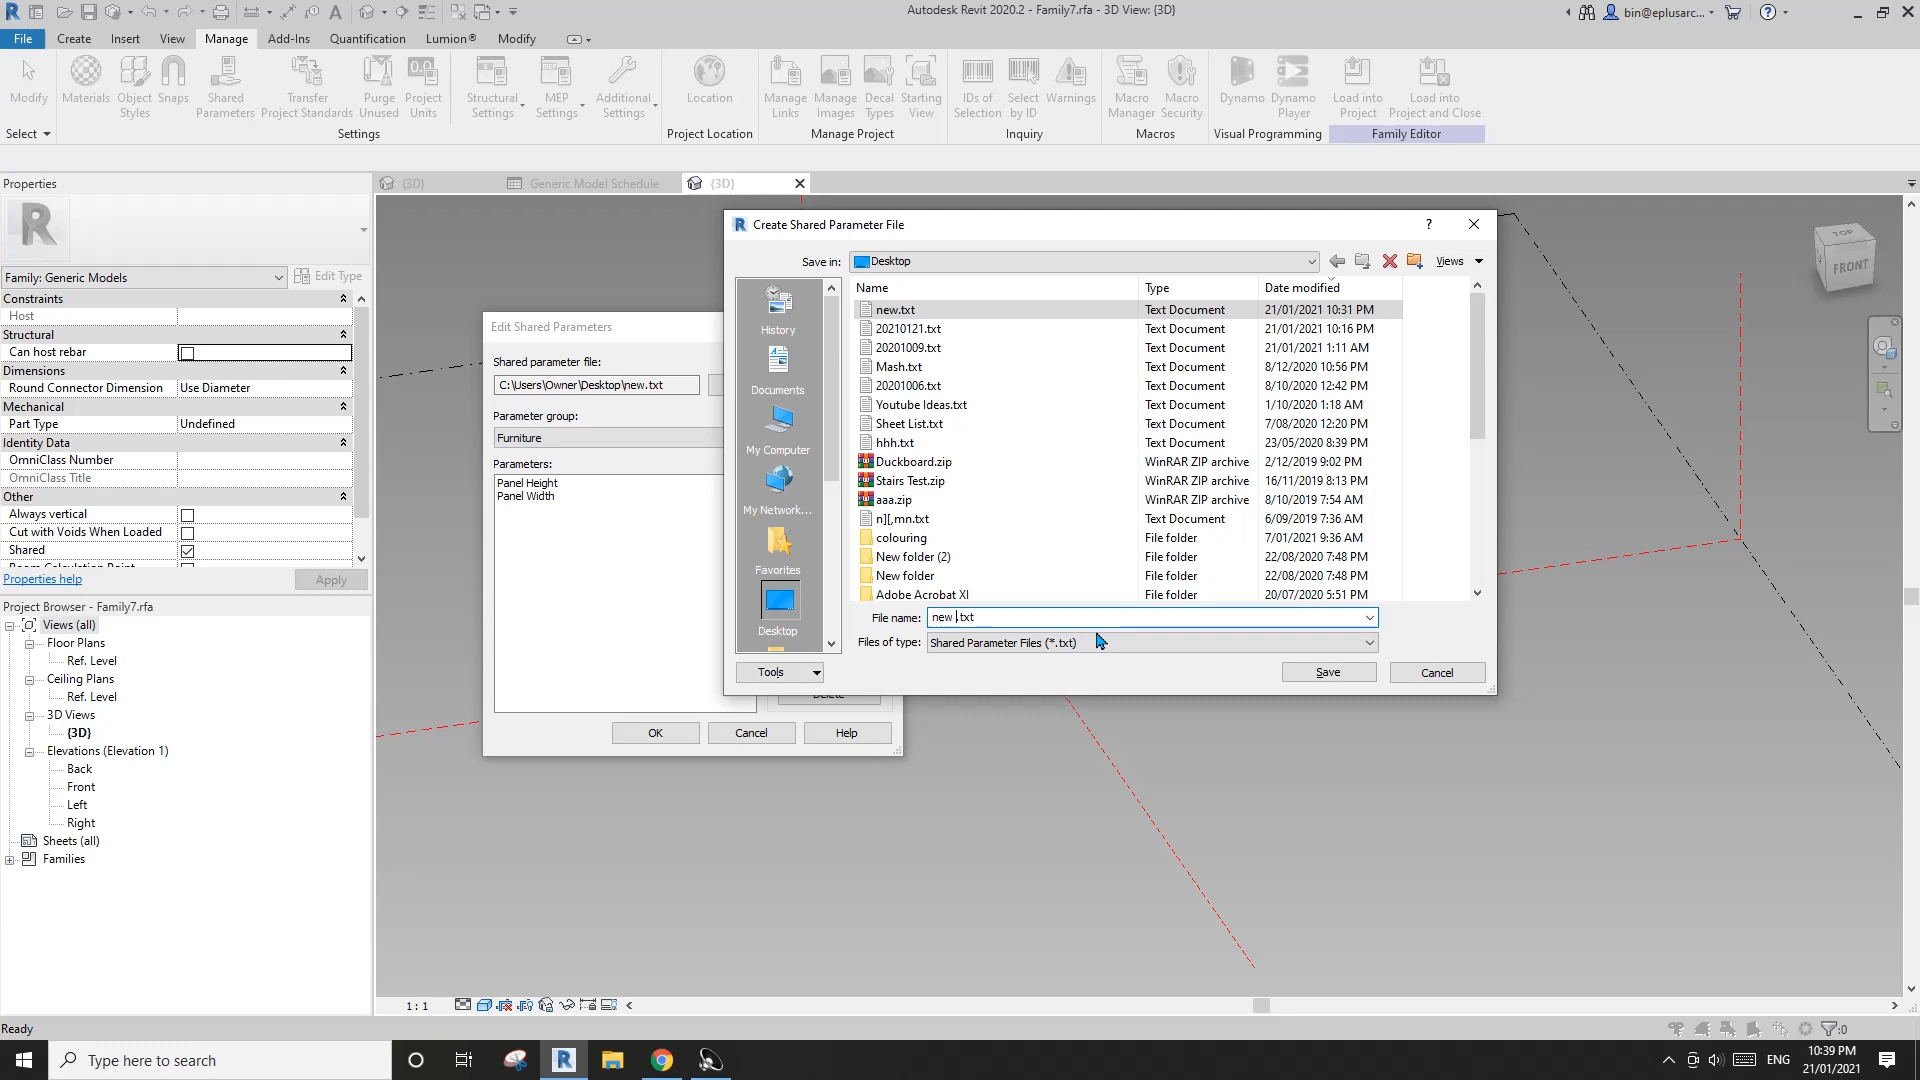 Autodesk Revit 2020.2 - Family7.rfa - 3D View: {3D}
bin@eplusarc...
File Create Insert View Manage Add-Ins Quantification Lumion® Modify
Modify Materials Object Styles Snaps Shared Parameters Transfer Project Standards Purge Unused Project Units Structural Settings MEP Settings Additional Settings Location Manage Links Manage Images Decal Types Starting View IDs of Selection Select by ID Warnings Macro Manager Macro Security Dynamo Dynamo Player Load into Project Load into Project and Close
Select Settings Project Location Manage Project Inquiry Macros Visual Programming Family Editor
Properties
{3D} Generic Model Schedule {3D}
Family: Generic Models Edit Type
Constraints
Host
Structural
Can host rebar
Dimensions
Round Connector Dimension Use Diameter
Mechanical
Part Type Undefined
Identity Data
OmniClass Number
OmniClass Title
Other
Always vertical
Cut with Voids When Loaded
Shared
Properties help Apply
Project Browser - Family7.rfa
Views (all)
Floor Plans
Ref. Level
Ceiling Plans
Ref. Level
3D Views
{3D}
Elevations (Elevation 1)
Back
Front
Left
Right
Sheets (all)
Families
Edit Shared Parameters
Shared parameter file:
C:\Users\Owner\Desktop\new.txt
Parameter group:
Furniture
Parameters:
Panel Height
Panel Width
Delete
OK Cancel Help
Create Shared Parameter File
Save in: Desktop Views
History
Documents
My Computer
My Network...
Favorites
Desktop
Name Type Date modified
new.txt Text Document 21/01/2021 10:31 PM
20210121.txt Text Document 21/01/2021 10:16 PM
20201009.txt Text Document 21/01/2021 1:11 AM
Mash.txt Text Document 8/12/2020 10:56 PM
20201006.txt Text Document 8/10/2020 12:42 PM
Youtube Ideas.txt Text Document 1/10/2020 1:18 AM
Sheet List.txt Text Document 7/08/2020 12:20 PM
hhh.txt Text Document 23/05/2020 8:39 PM
Duckboard.zip WinRAR ZIP archive 2/12/2019 9:02 PM
Stairs Test.zip WinRAR ZIP archive 16/11/2019 8:13 PM
aaa.zip WinRAR ZIP archive 8/10/2019 7:54 AM
n][,mn.txt Text Document 6/09/2019 7:36 AM
colouring File folder 7/01/2021 9:36 AM
New folder (2) File folder 22/08/2020 7:48 PM
New folder File folder 22/08/2020 7:48 PM
Adobe Acrobat XI File folder 20/07/2020 5:51 PM
File name: new .txt
Files of type: Shared Parameter Files (*.txt)
Tools Save Cancel
TOP
FRONT
1 : 1
Ready
:0
Type here to search
ENG
10:39 PM
21/01/2021